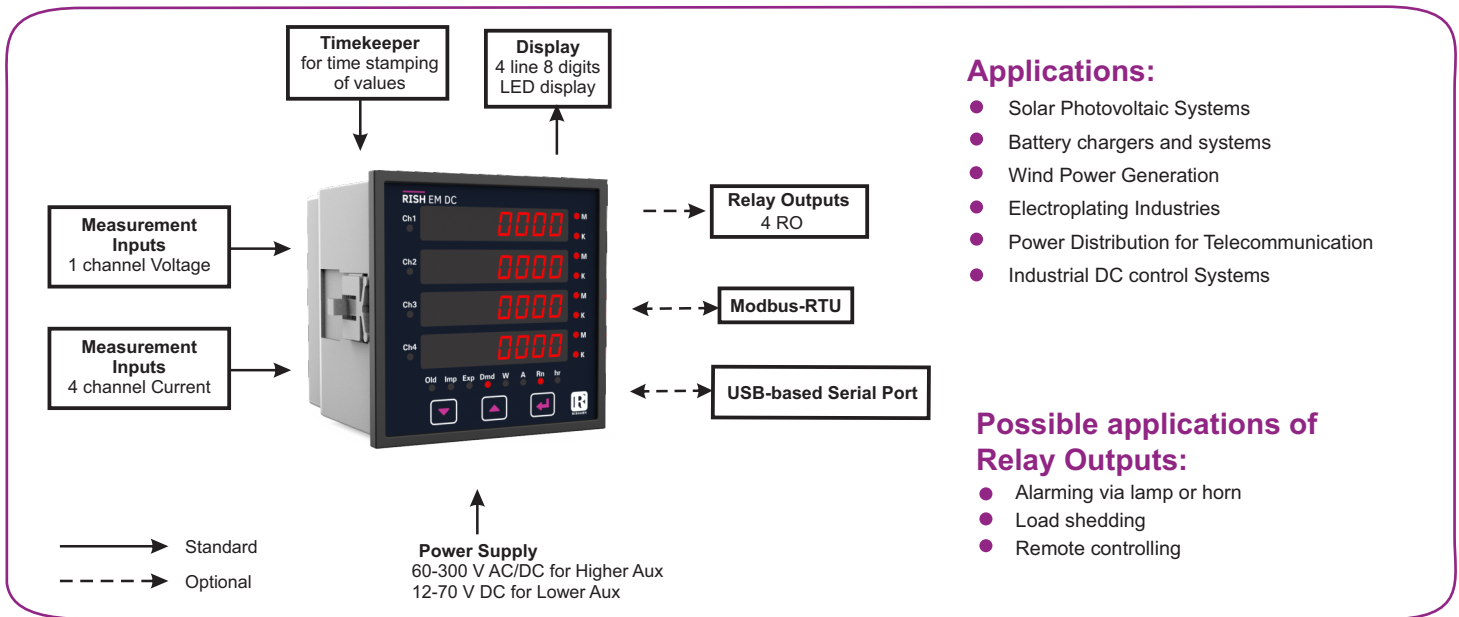 Timekeeper
for time stamping
of values
Display
4 line 8 digits
LED display
Measurement
Inputs
1 channel Voltage
Measurement
Inputs
4 channel Current
RISH EM DC
Ch1
0000
M
K
Ch2
0000
M
K
Ch3
0000
M
K
Ch4
0000
M
K
Old Imp Exp Dmd W A Rn hr
Relay Outputs
4 RO
Modbus-RTU
USB-based Serial Port
Power Supply
60-300 V AC/DC for Higher Aux
12-70 V DC for Lower Aux
Standard
Optional
Applications:
Solar Photovoltaic Systems
Battery chargers and systems
Wind Power Generation
Electroplating Industries
Power Distribution for Telecommunication
Industrial DC control Systems
Possible applications of
Relay Outputs:
Alarming via lamp or horn
Load shedding
Remote controlling